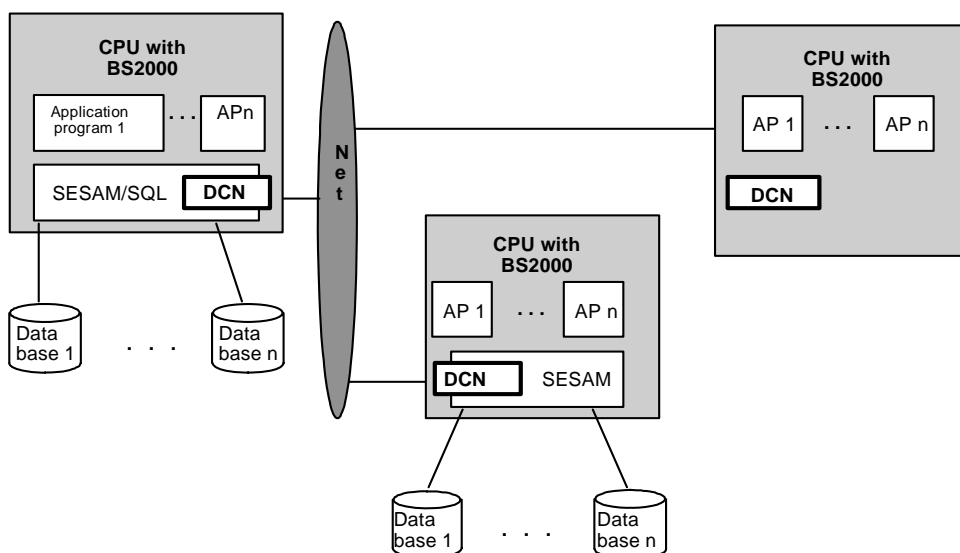 CPU with
BS2000
Application
program 1
. . .
APn
SESAM/SQL
DCN
Data
base 1
. . .
Data
base n
Net
CPU with
BS2000
AP 1
. . .
AP n
DCN
CPU with
BS2000
AP 1
. . .
AP n
DCN
SESAM
Data
base 1
. . .
Data
base n